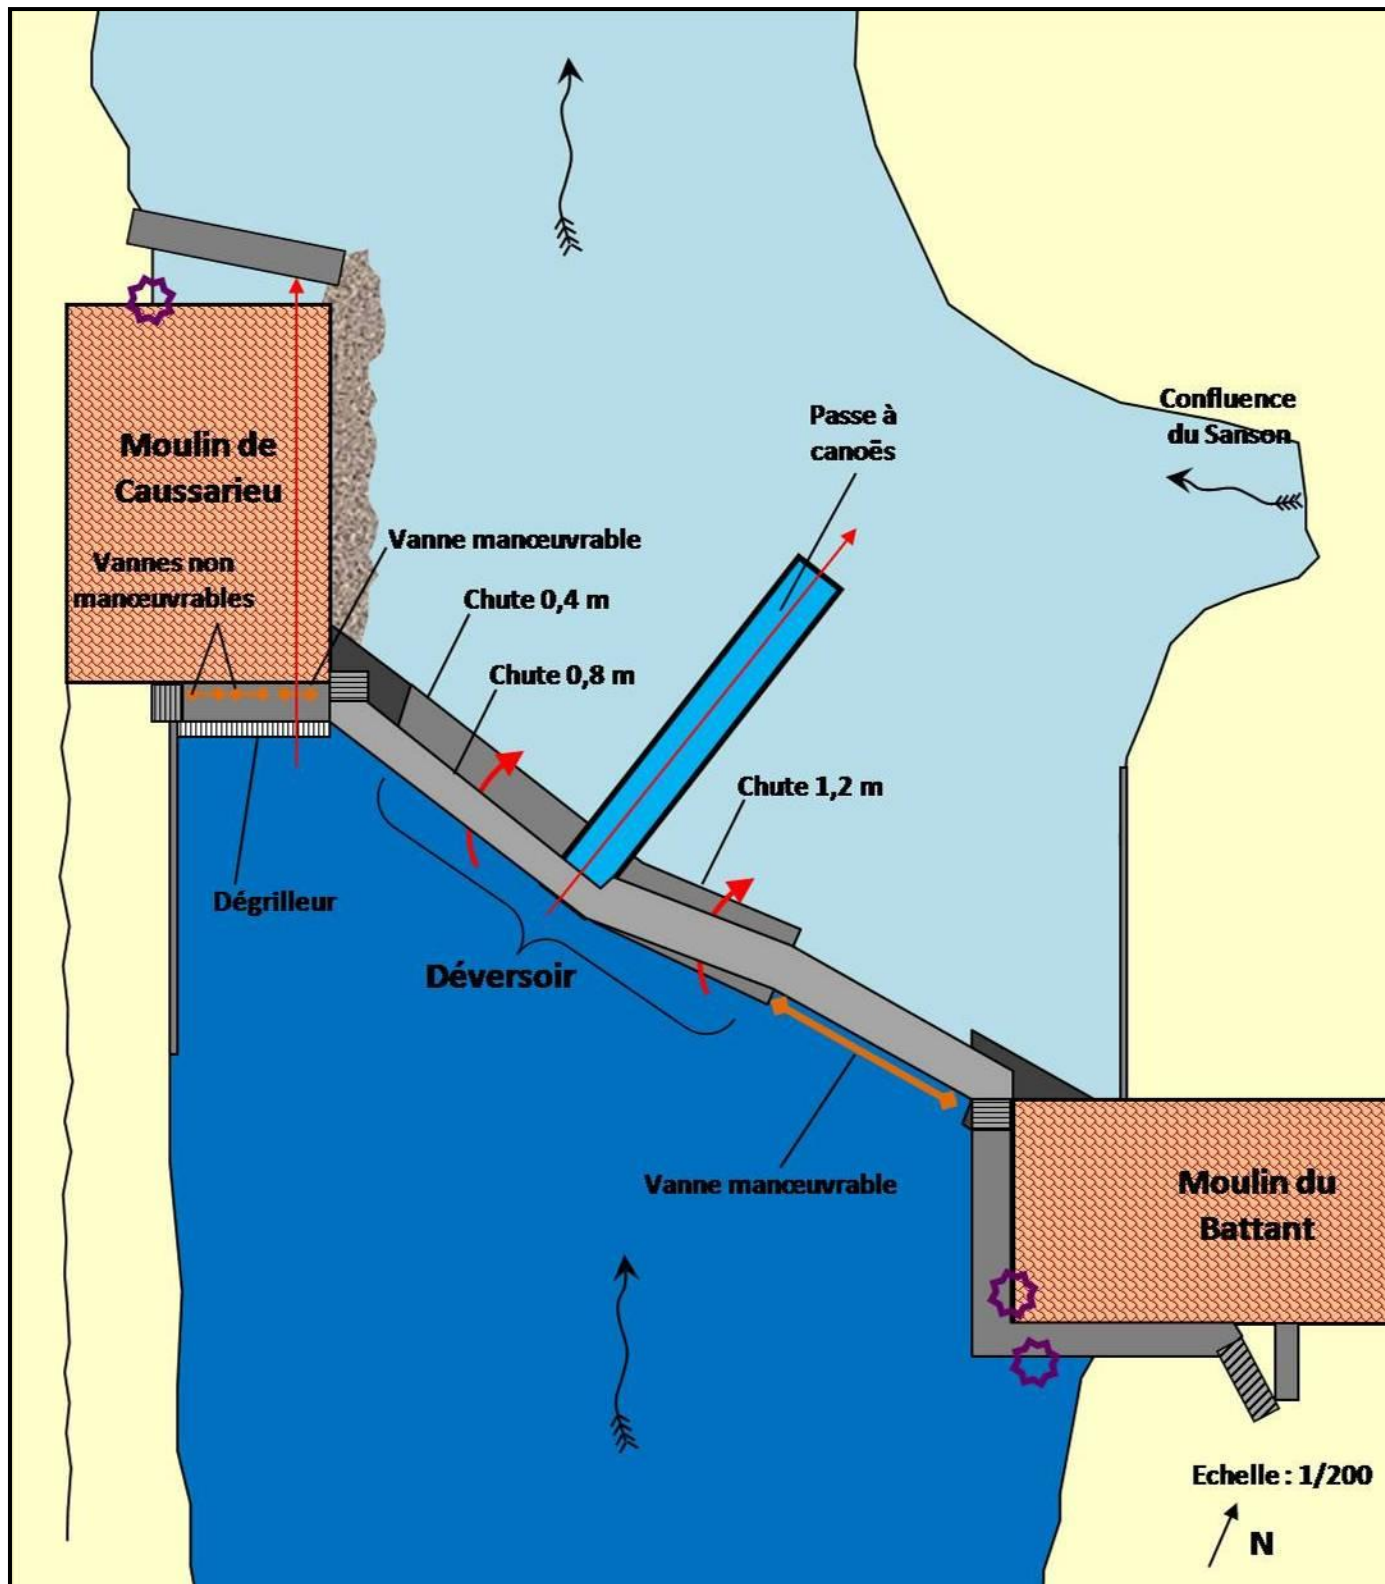 Confluence
du Sanson
Passe à
canoës
Moulin de
Caussarieu
Vanne manœuvrable
Vannes non
manœuvrables
Chute 0,4 m
Chute 0,8 m
Chute 1,2 m
Dégrilleur
Déversoir
Vanne manœuvrable
Moulin du
Battant
Echelle : 1/200
N